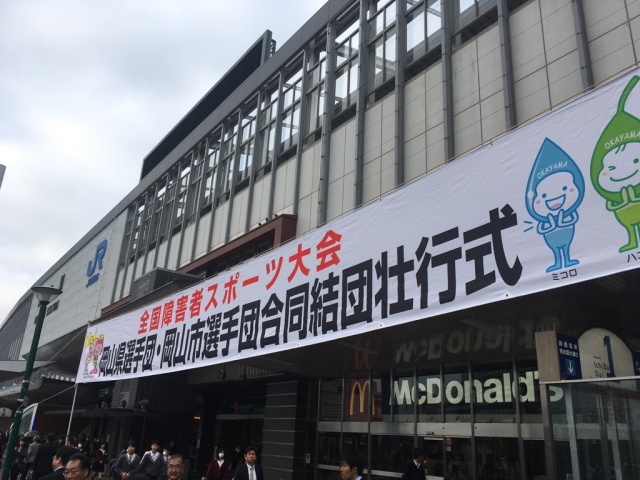 JR
全国障害者スポーツ大会
岡山県選手団・岡山市選手団合同結団壮行式
OKAYAMA
OKAYAMA
ミコロ
McDonald's
1